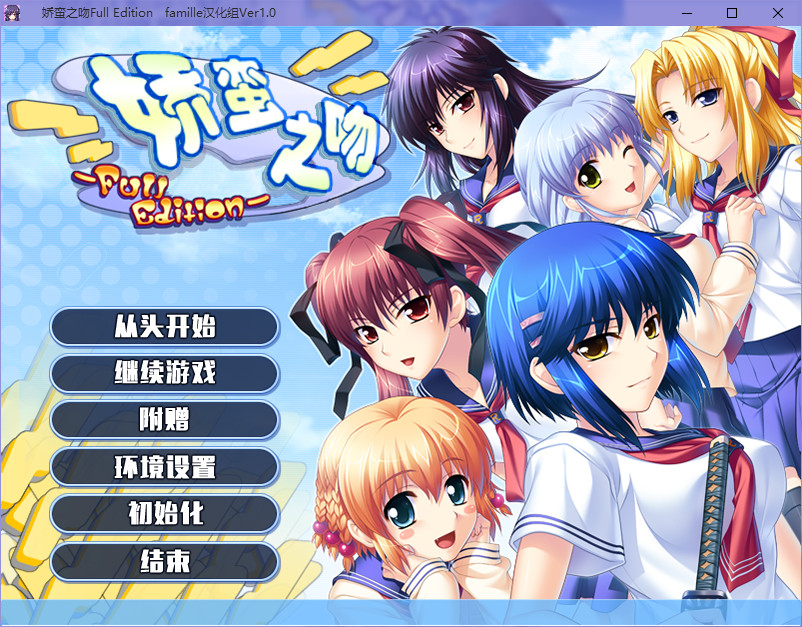 娇蛮之吻Full Edition famille汉化组Ver1.0
娇蛮之吻
Full
Edition
从头开始
继续游戏
附赠
环境设置
初始化
结束